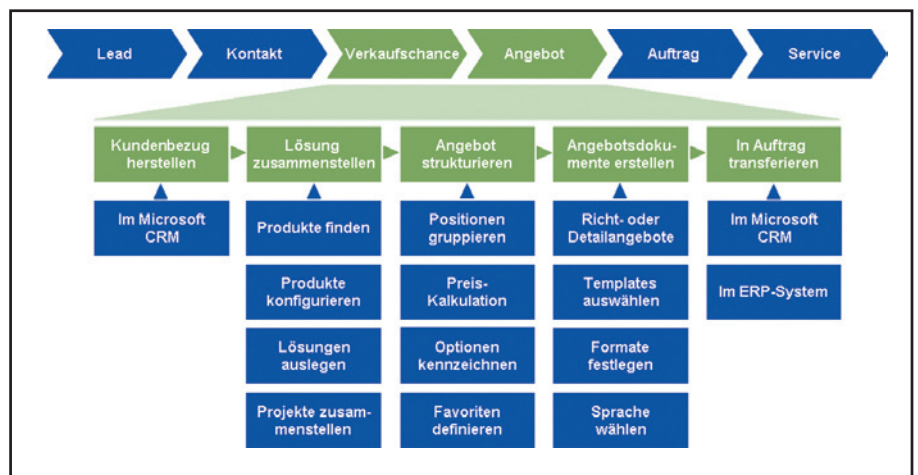 Lead
Kontakt
Verkaufschance
Angebot
Auftrag
Service
Kundenbezug
herstellen
Lösung
zusammenstellen
Angebot
strukturieren
Angebotsdoku-
mente erstellen
In Auftrag
transferieren
Im Microsoft
CRM
Produkte finden
Produkte
konfigurieren
Lösungen
auslegen
Projekte zusam-
menstellen
Positionen
gruppieren
Preis-
Kalkulation
Optionen
kennzeichnen
Favoriten
definieren
Richt- oder
Detailangebote
Templates
auswählen
Formate
festlegen
Sprache
wählen
Im Microsoft
CRM
Im ERP-System